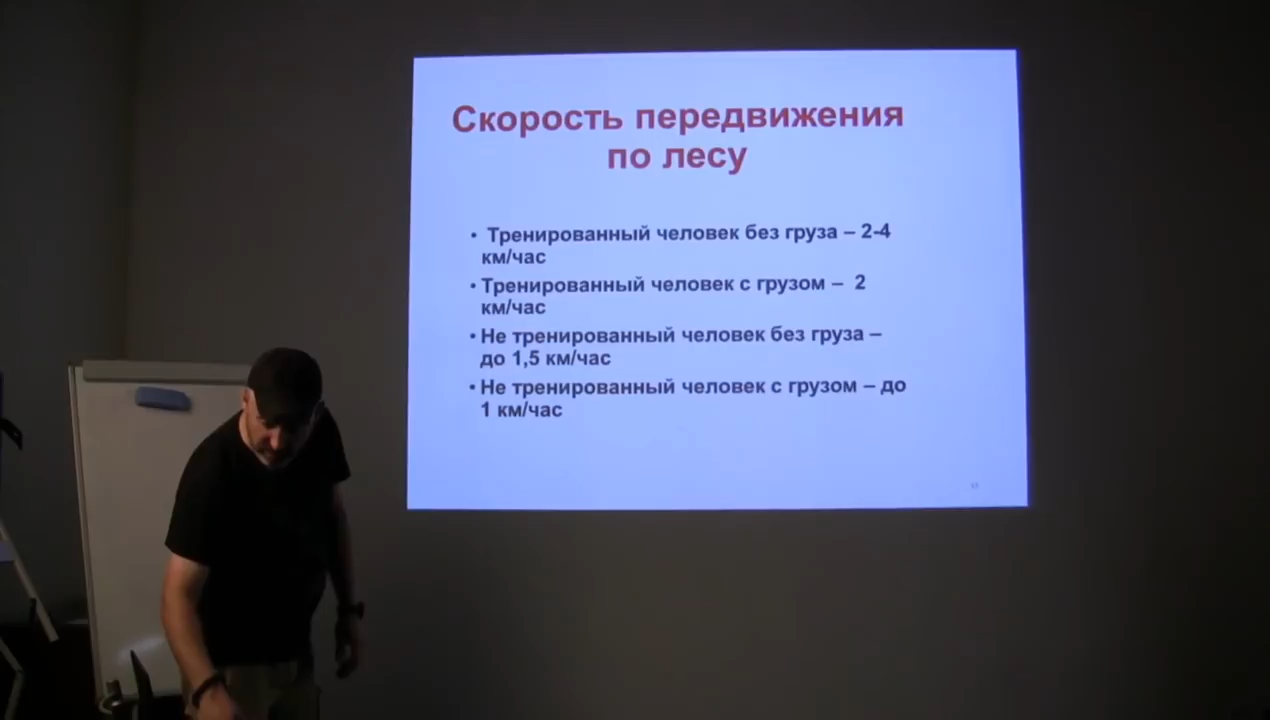 Скорость передвижения
по лесу
• Тренированный человек без груза – 2-4
км/час
• Тренированный человек с грузом – 2
км/час
• Не тренированный человек без груза –
до 1,5 км/час
• Не тренированный человек с грузом – до
1 км/час